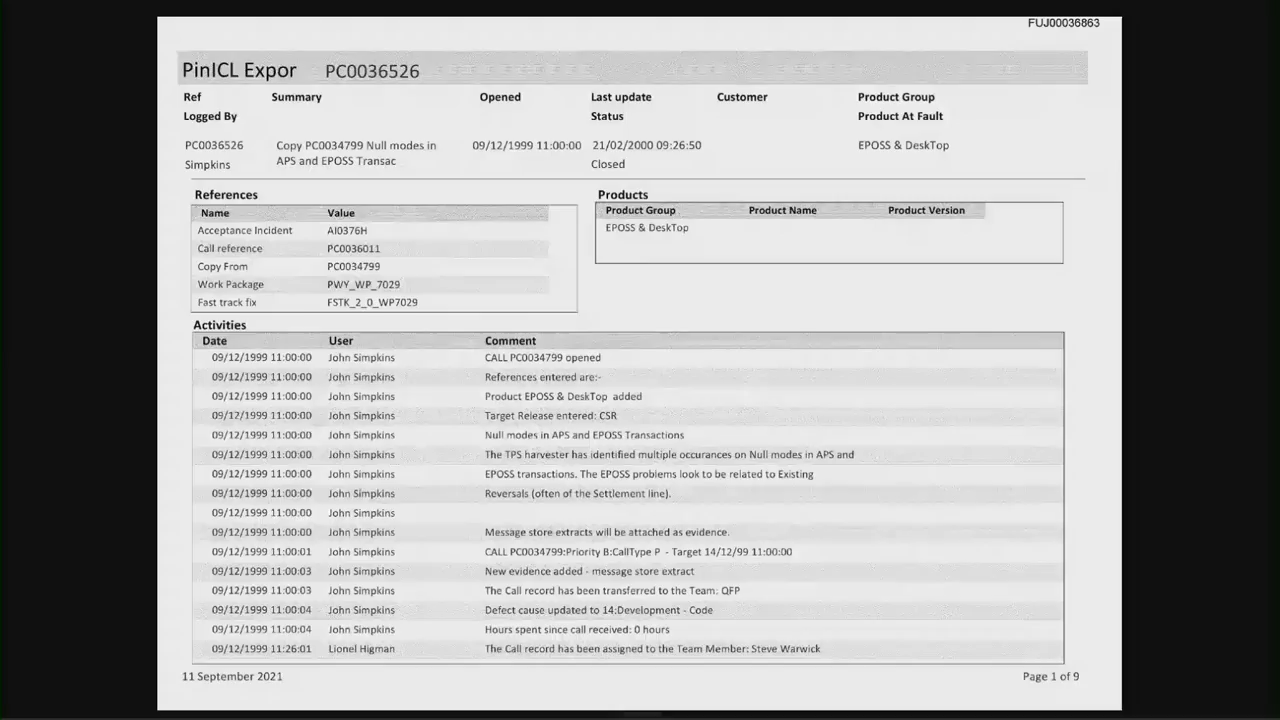 FUJ00036863
PinICL Expor PC0036526
Ref Summary Opened Last update Customer Product Group
Logged By Status Product At Fault
PC0036526 Copy PC0034799 Null modes in 09/12/1999 11:00:00 21/02/2000 09:26:50 EPOSS & DeskTop
Simpkins APS and EPOSS Transac Closed
References Products
Name Value Product Group Product Name Product Version
Acceptance Incident AI0376H EPOSS & DeskTop
Call reference PC0036011
Copy From PC0034799
Work Package PWY_WP_7029
Fast track fix FSTK_2_0_WP7029
Activities
Date User Comment
09/12/1999 11:00:00 John Simpkins CALL PC0034799 opened
09/12/1999 11:00:00 John Simpkins References entered are:-
09/12/1999 11:00:00 John Simpkins Product EPOSS & DeskTop added
09/12/1999 11:00:00 John Simpkins Target Release entered: CSR
09/12/1999 11:00:00 John Simpkins Null modes in APS and EPOSS Transactions
09/12/1999 11:00:00 John Simpkins The TPS harvester has identified multiple occurances on Null modes in APS and
09/12/1999 11:00:00 John Simpkins EPOSS transactions. The EPOSS problems look to be related to Existing
09/12/1999 11:00:00 John Simpkins Reversals (often of the Settlement line).
09/12/1999 11:00:00 John Simpkins
09/12/1999 11:00:00 John Simpkins Message store extracts will be attached as evidence.
09/12/1999 11:00:01 John Simpkins CALL PC0034799:Priority B:CallType P - Target 14/12/99 11:00:00
09/12/1999 11:00:03 John Simpkins New evidence added - message store extract
09/12/1999 11:00:03 John Simpkins The Call record has been transferred to the Team: QFP
09/12/1999 11:00:04 John Simpkins Defect cause updated to 14:Development - Code
09/12/1999 11:00:04 John Simpkins Hours spent since call received: 0 hours
09/12/1999 11:26:01 Lionel Higman The Call record has been assigned to the Team Member: Steve Warwick
11 September 2021 Page 1 of 9